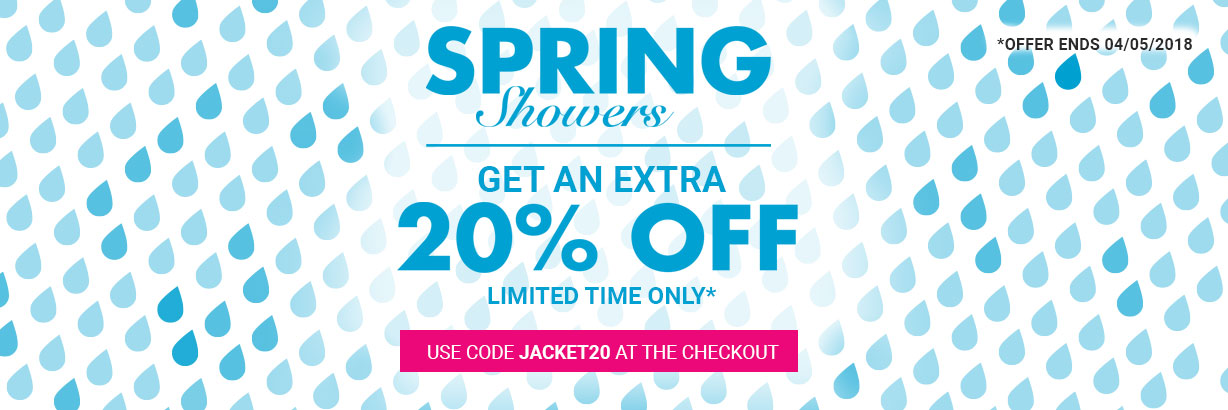 SPRING
Showers
*OFFER ENDS 04/05/2018
GET AN EXTRA
20% OFF
LIMITED TIME ONLY*
USE CODE JACKET20 AT THE CHECKOUT